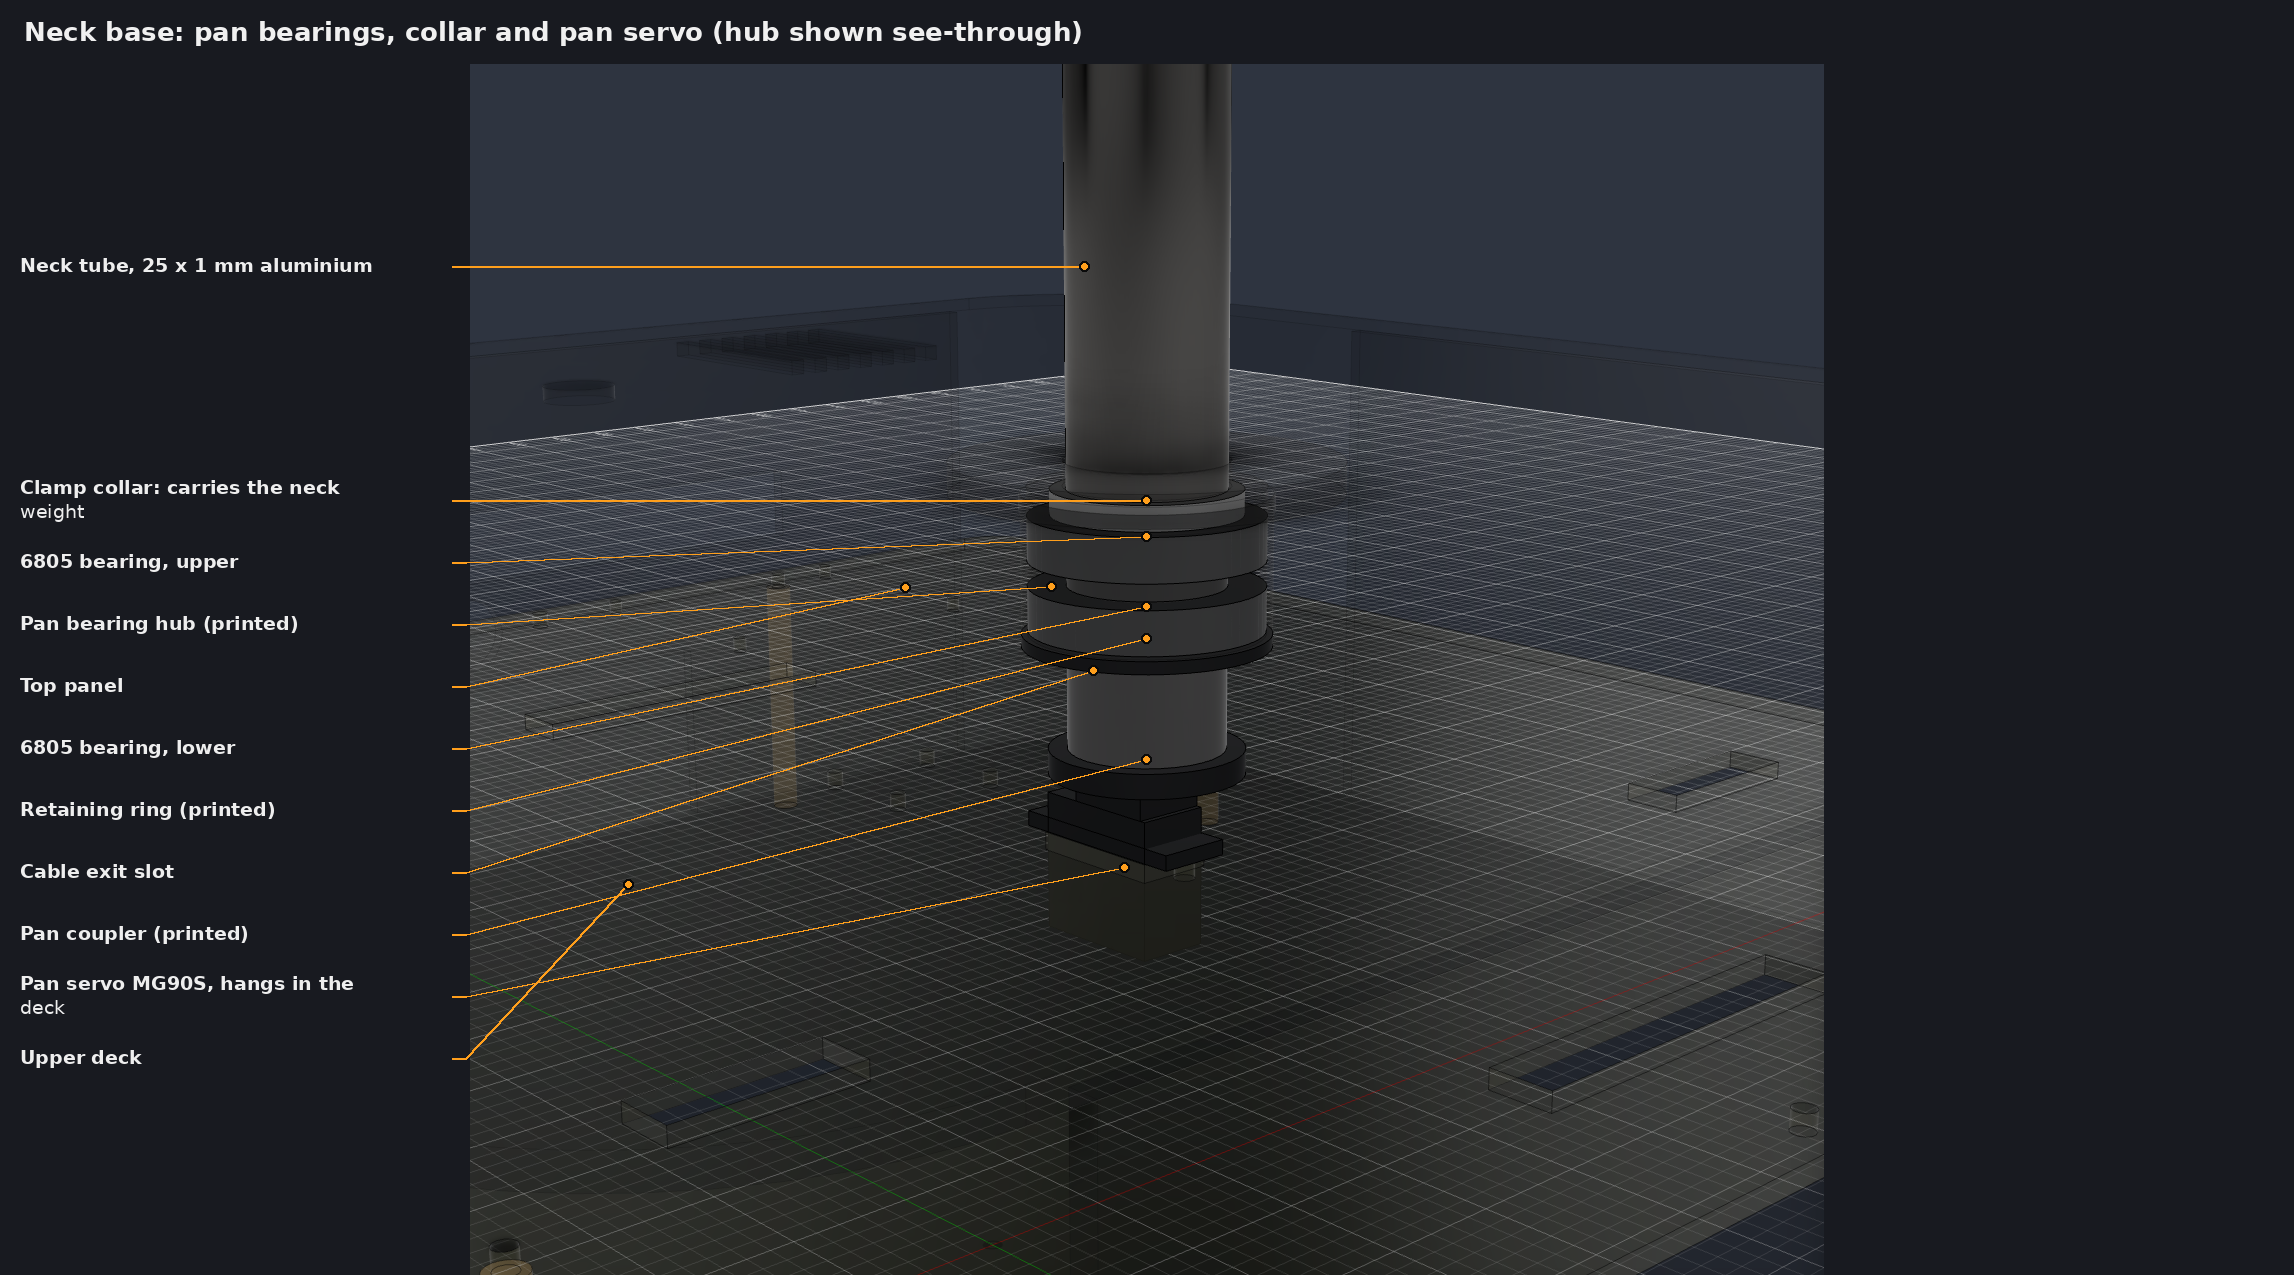 Neck base: pan bearings, collar and pan servo (hub shown see-through)
Neck tube, 25 x 1 mm aluminium
Clamp collar: carries the neck
weight
6805 bearing, upper
Pan bearing hub (printed)
Top panel
6805 bearing, lower
Retaining ring (printed)
Cable exit slot
Pan coupler (printed)
Pan servo MG90S, hangs in the
deck
Upper deck